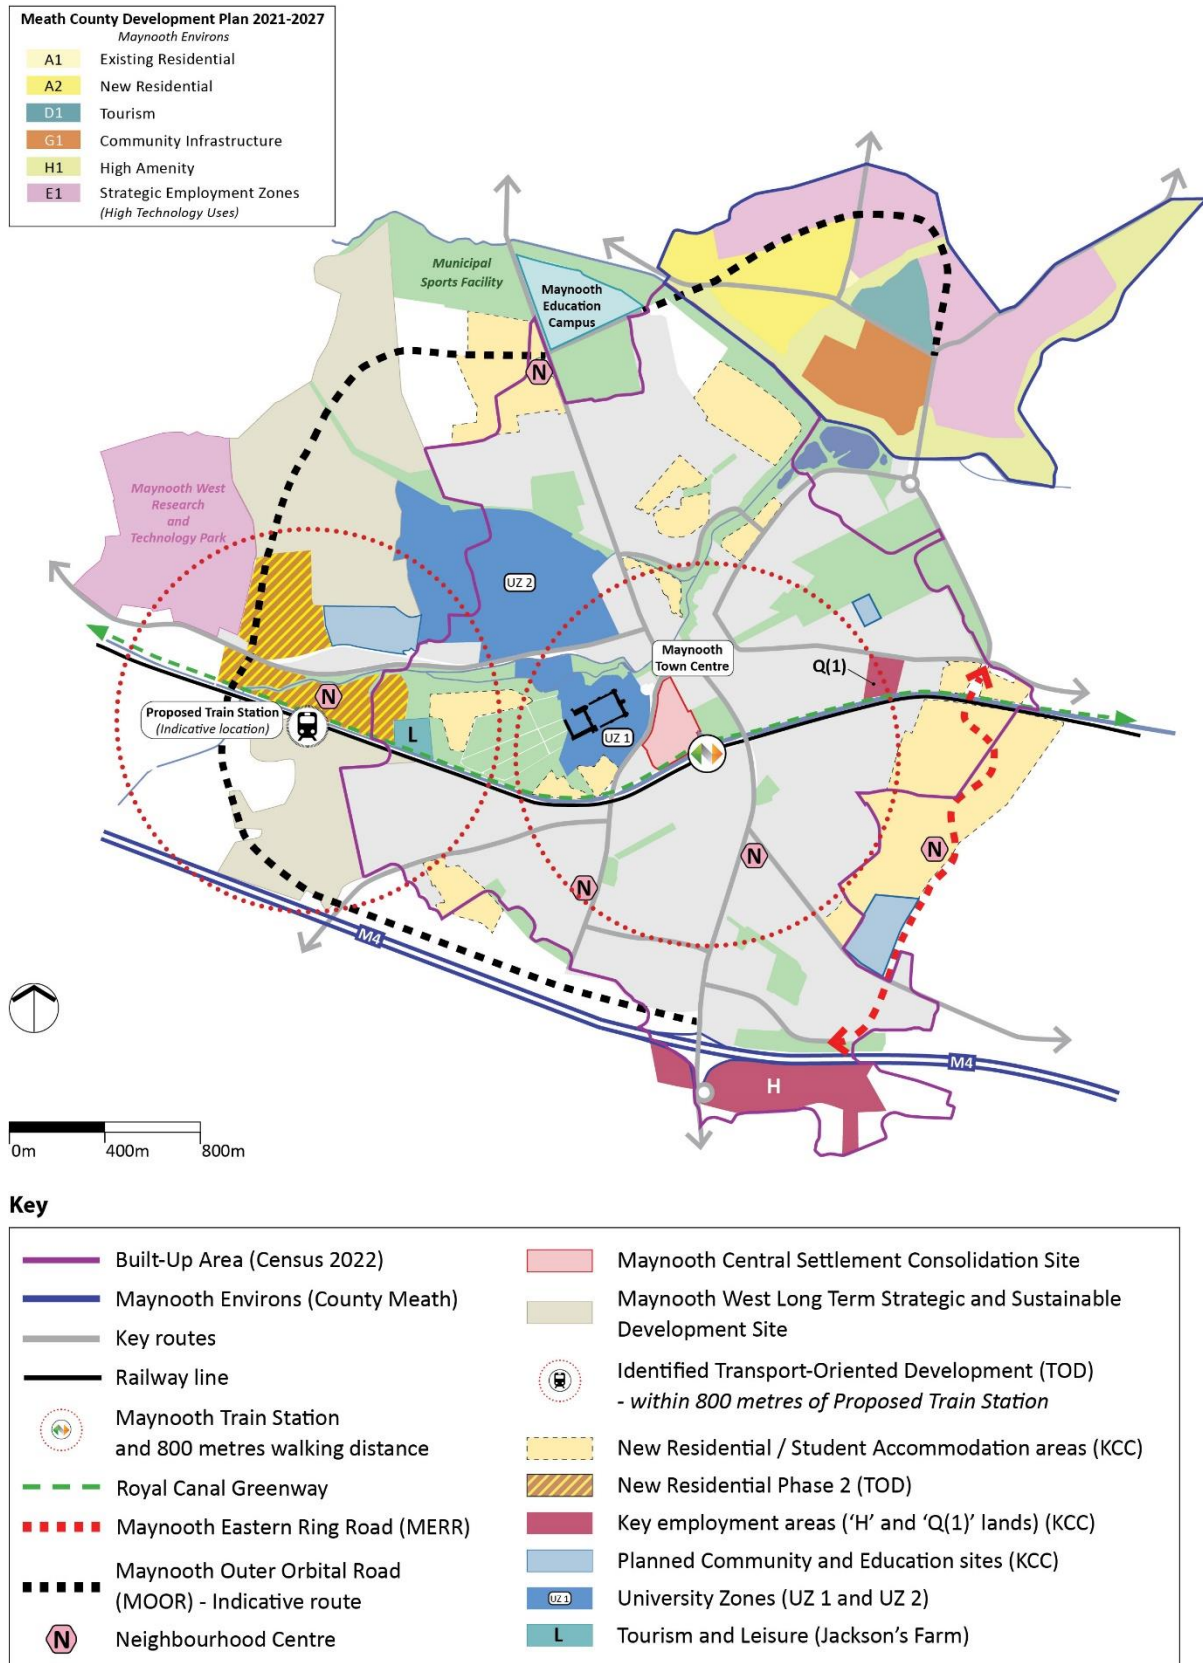 Meath County Development Plan 2021-2027
Maynooth Environs
A1 Existing Residential
A2 New Residential
D1 Tourism
G1 Community Infrastructure
H1 High Amenity
E1 Strategic Employment Zones
(High Technology Uses)
Municipal
Sports Facility
Maynooth
Education
Campus
N
Maynooth West
Research
and
Technology Park
UZ 2
Maynooth
Town Centre
Q(1)
N
Proposed Train Station
(Indicative location)
L
UZ 1
N
N
N
M4
M4
H
0m 400m 800m
Key
Built-Up Area (Census 2022)
Maynooth Environs (County Meath)
Key routes
Railway line
Maynooth Train Station
and 800 metres walking distance
Royal Canal Greenway
Maynooth Eastern Ring Road (MERR)
Maynooth Outer Orbital Road
(MOOR) - Indicative route
N Neighbourhood Centre
Maynooth Central Settlement Consolidation Site
Maynooth West Long Term Strategic and Sustainable
Development Site
Identified Transport-Oriented Development (TOD)
- within 800 metres of Proposed Train Station
New Residential / Student Accommodation areas (KCC)
New Residential Phase 2 (TOD)
Key employment areas (‘H’ and ‘Q(1)’ lands) (KCC)
Planned Community and Education sites (KCC)
UZ 1 University Zones (UZ 1 and UZ 2)
L Tourism and Leisure (Jackson’s Farm)